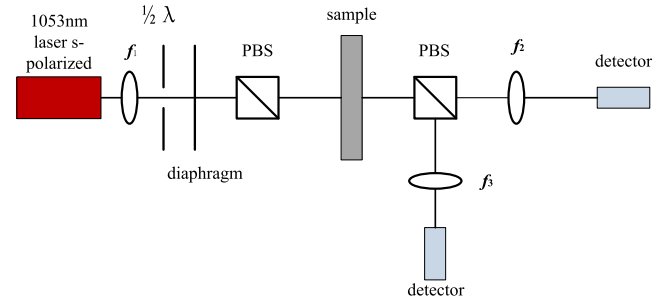 1053nm
laser s-
polarized
f1
½ λ
diaphragm
PBS
sample
PBS
f2
detector
f3
detector